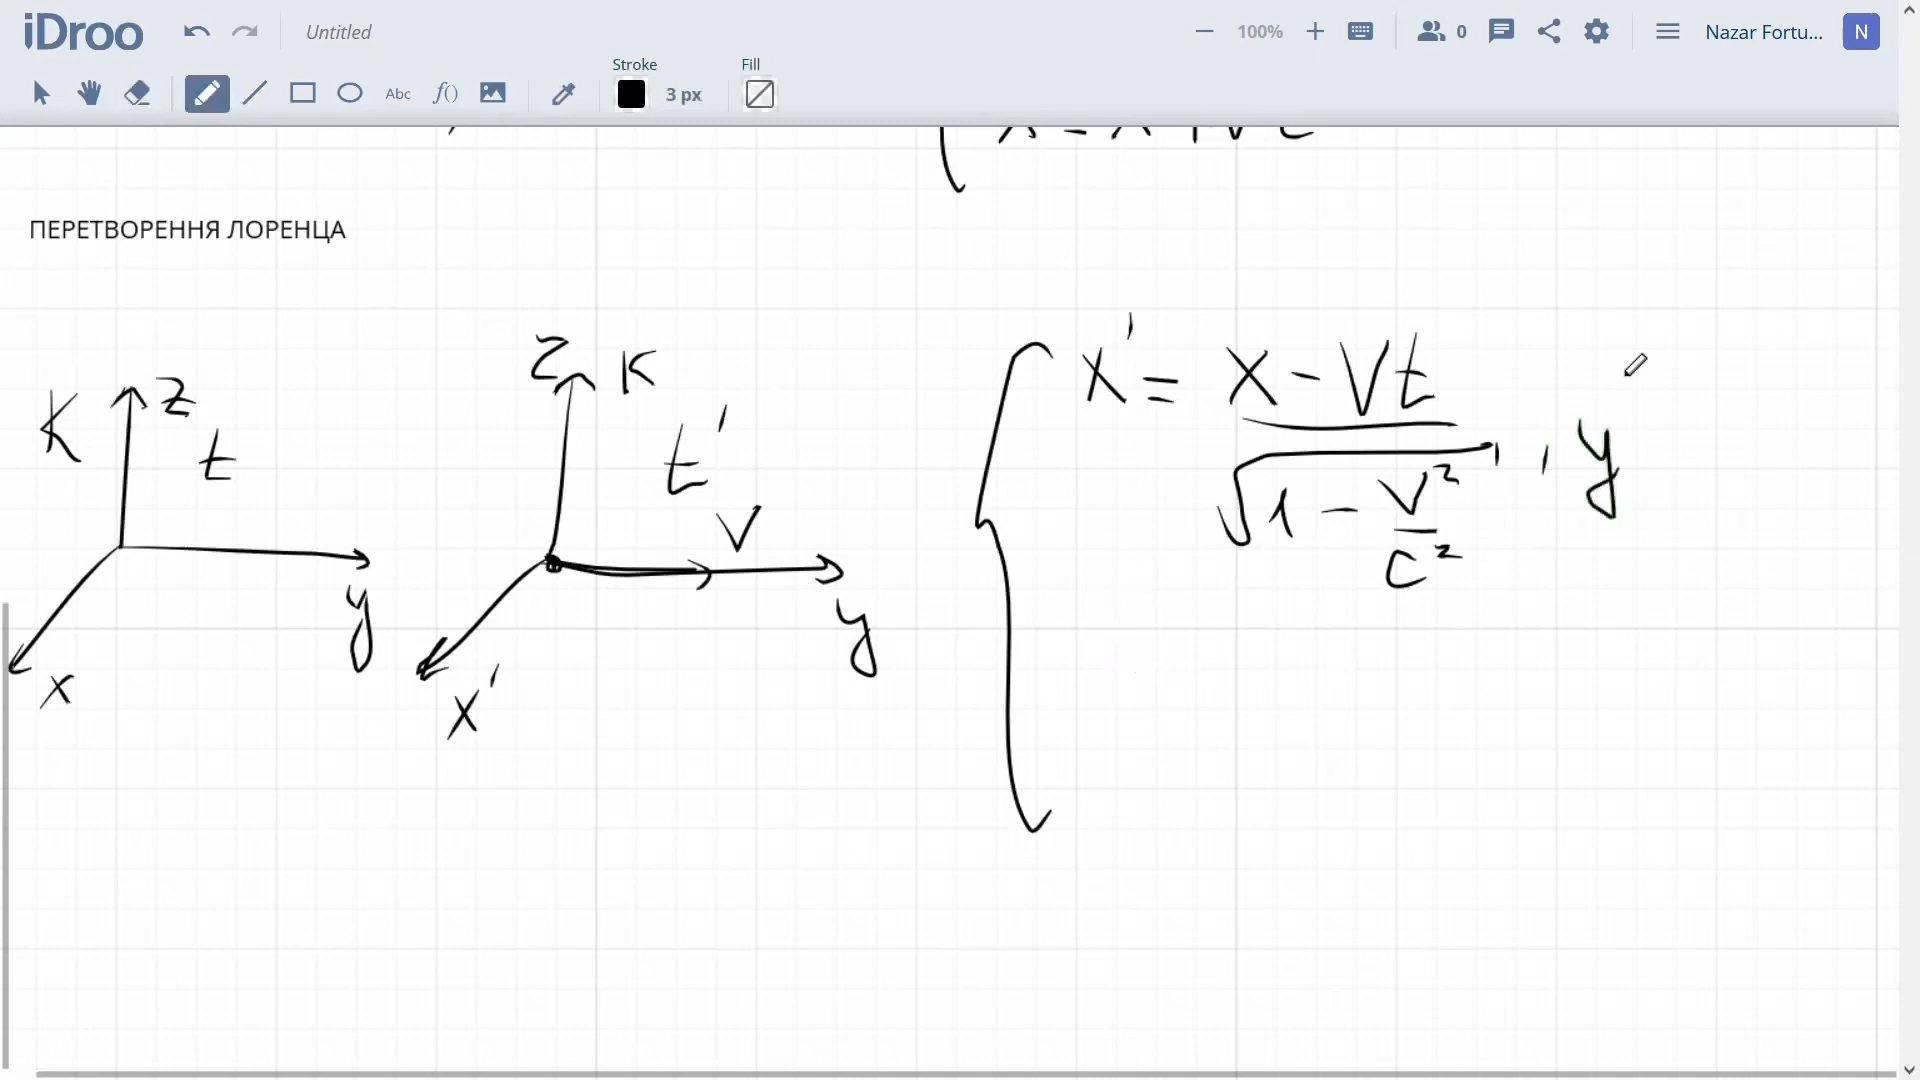 iDroo
Untitled
100%
0
Nazar Fortu...
N
Stroke
Fill
Abc
f()
3 px
x = x + v t
ПЕРЕТВОРЕННЯ ЛОРЕНЦА
K z t x y
z K t' V x' y
x' = (x - Vt) / √(1 - V²/c²) , y